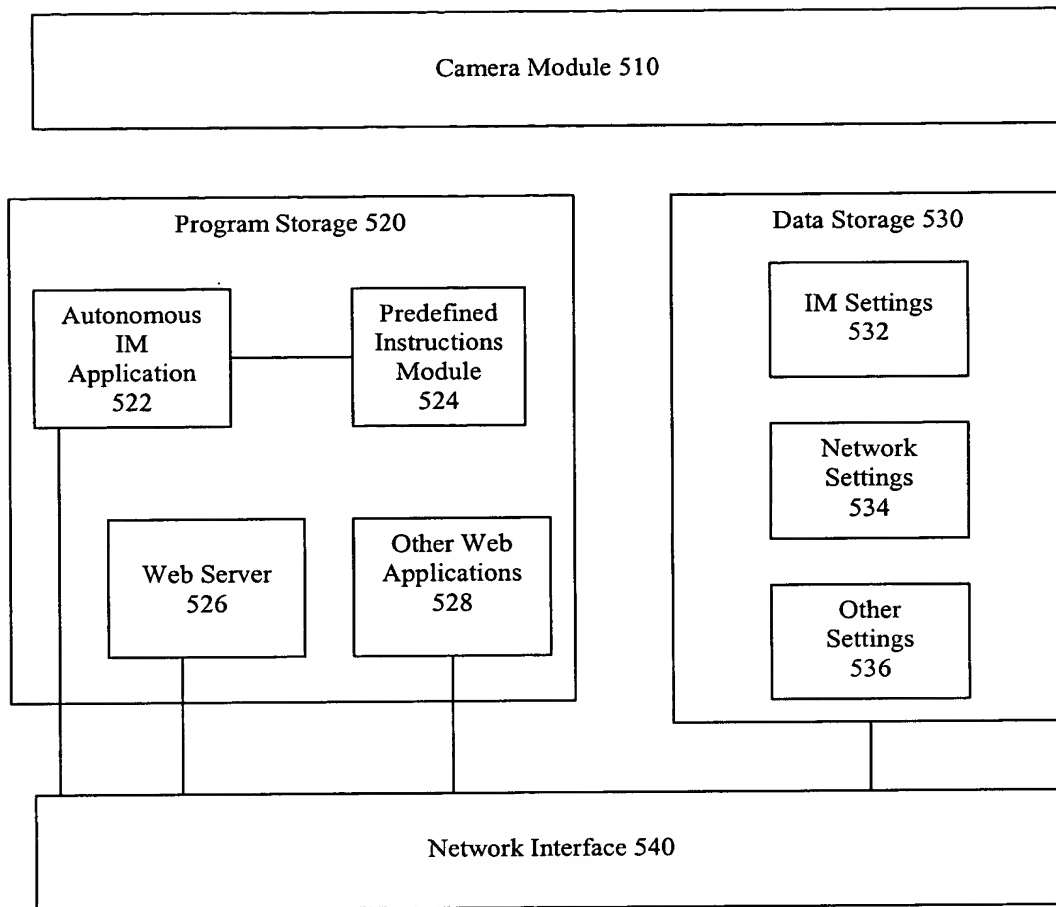 Camera Module 510
Program Storage 520
Autonomous
IM
Application
522
Predefined
Instructions
Module
524
Web Server
526
Other Web
Applications
528
Data Storage 530
IM Settings
532
Network
Settings
534
Other
Settings
536
Network Interface 540